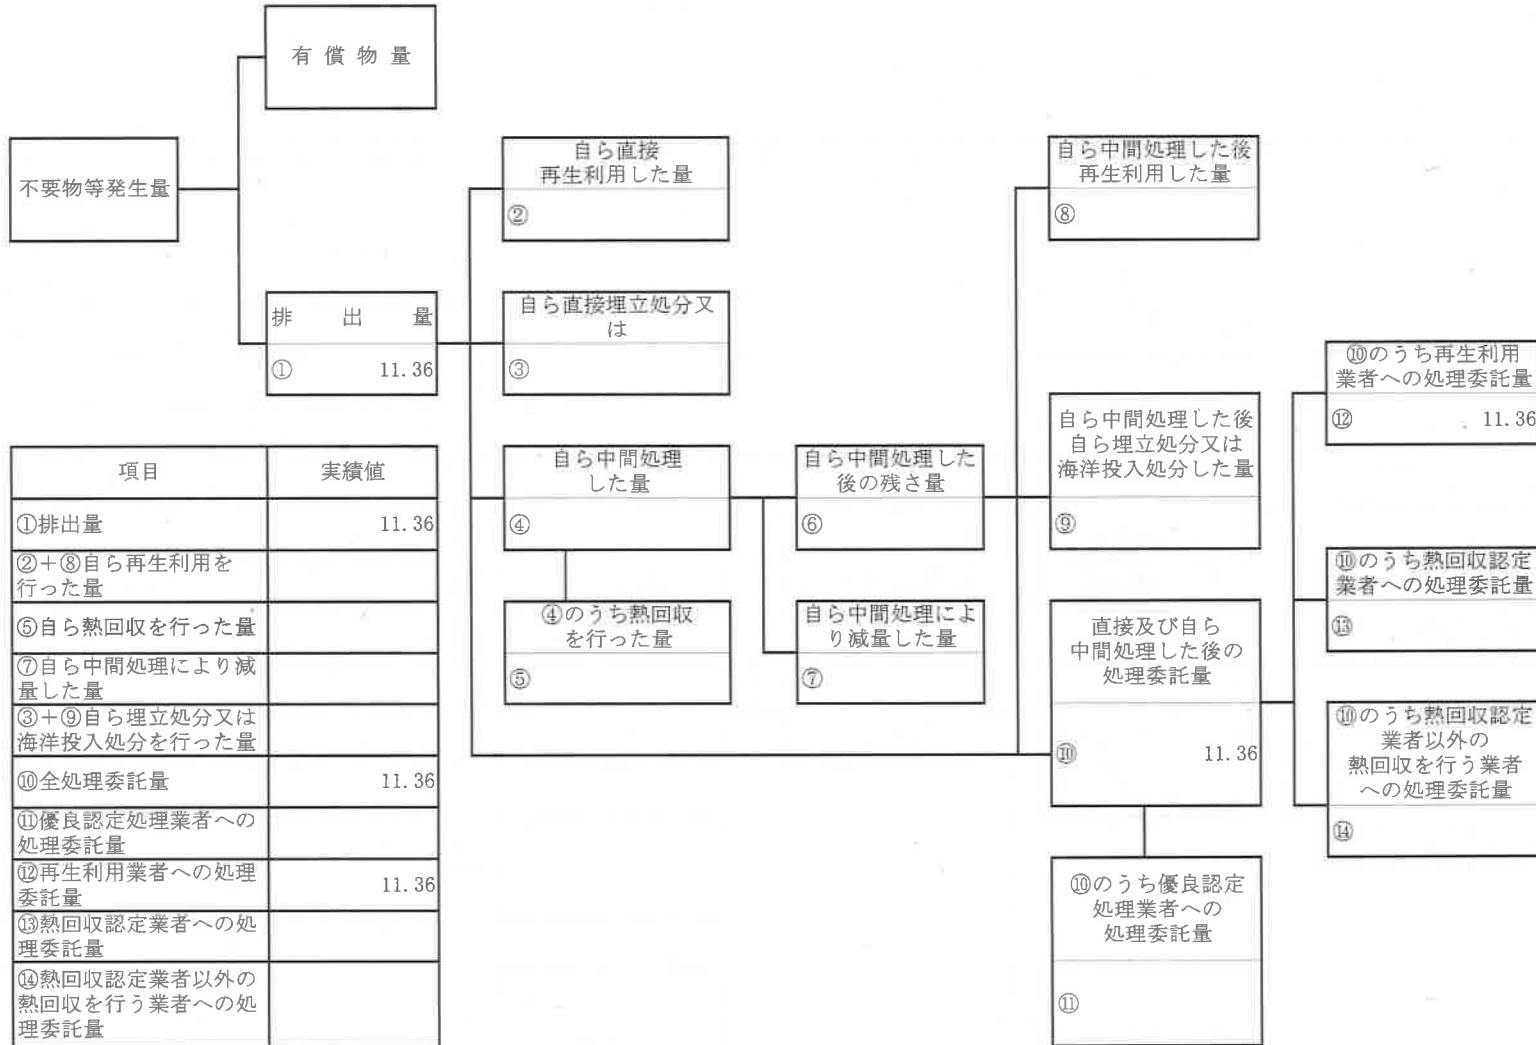 有償物量
不要物等発生量
排出量
① 11.36
自ら直接
再生利用した量
②
自ら直接埋立処分又
は
③
自ら中間処理
した量
④
④のうち熱回収
を行った量
⑤
自ら中間処理した
後の残さ量
⑥
自ら中間処理によ
り減量した量
⑦
自ら中間処理した後
再生利用した量
⑧
自ら中間処理した後
自ら埋立処分又は
海洋投入処分した量
⑨
直接及び自ら
中間処理した後の
処理委託量
⑩ 11.36
⑩のうち優良認定
処理業者への
処理委託量
⑪
⑩のうち再生利用
業者への処理委託量
⑫ 11.36
⑩のうち熱回収認定
業者への処理委託量
⑬
⑩のうち熱回収認定
業者以外の
熱回収を行う業者
への処理委託量
⑭
項目 実績値
①排出量 11.36
②+⑧自ら再生利用を
行った量
⑤自ら熱回収を行った量
⑦自ら中間処理により減
量した量
③+⑨自ら埋立処分又は
海洋投入処分を行った量
⑩全処理委託量 11.36
⑪優良認定処理業者への
処理委託量
⑫再生利用業者への処理
委託量 11.36
⑬熱回収認定業者への処
理委託量
⑭熱回収認定業者以外の
熱回収を行う業者への処
理委託量